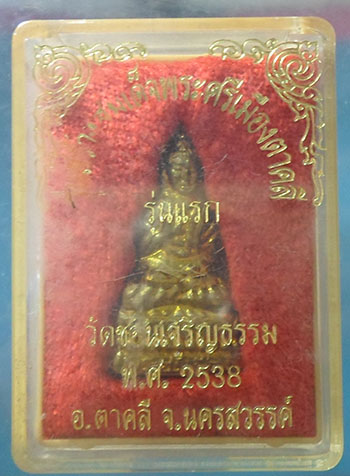 พระศรีเมืองตาคลี
รุ่นแรก
เจริญธรรม
พ.ศ. 2538
อ.ตาคลี จ.นครสวรรค์